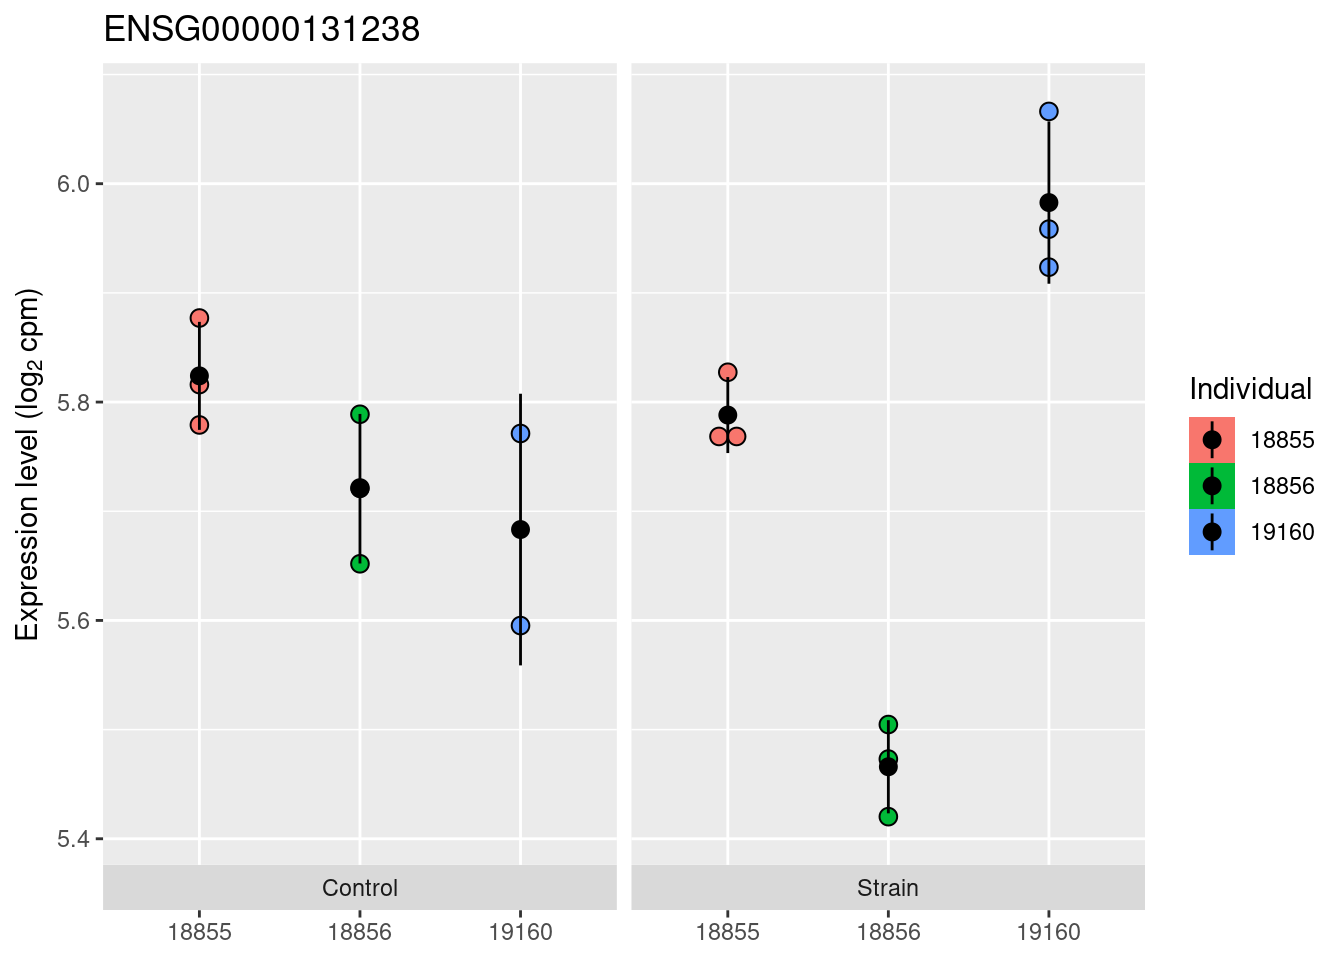 ENSG00000131238
Expression level (log₂ cpm)
6.0
5.8
5.6
5.4
Control
Strain
18855
18856
19160
18855
18856
19160
Individual
18855
18856
19160